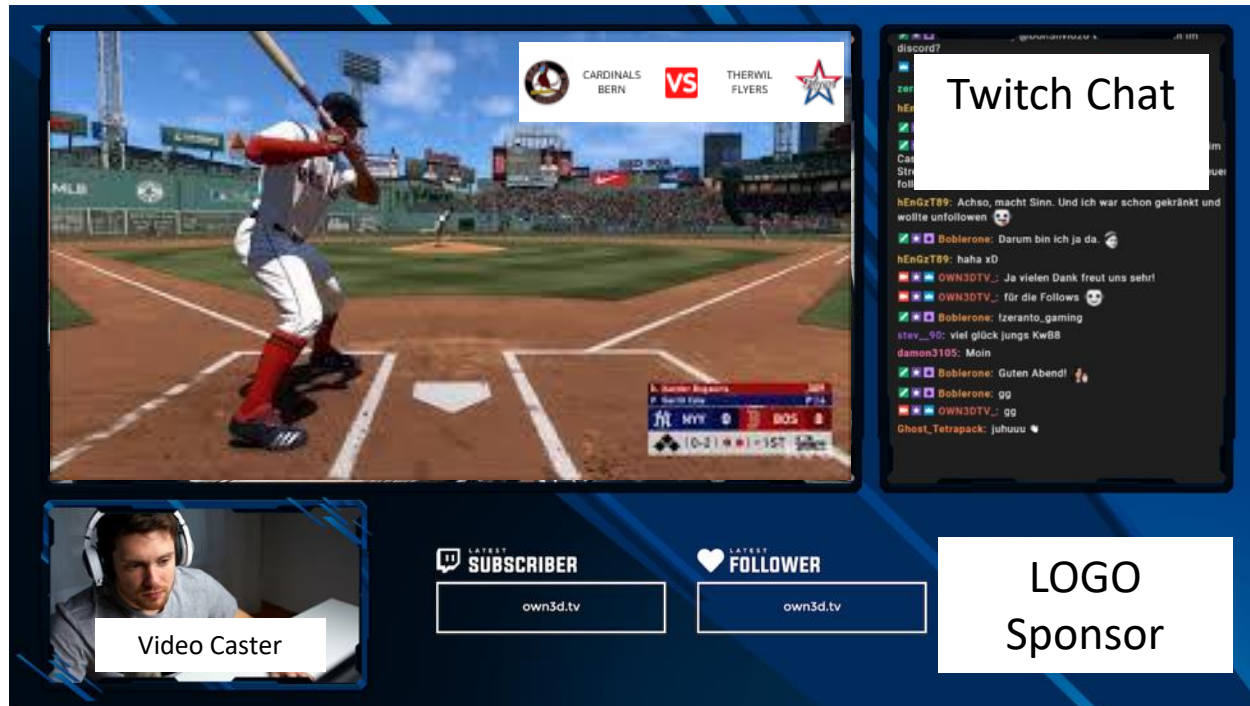 CARDINALS
BERN
VS
THERWIL
FLYERS
MLB
NYY 0 BOS 0
1ST
discord?
Twitch Chat
hEnGzT89: Achso, macht Sinn. Und ich war schon gekränkt und
wollte unfollowen
Boblerone: Darum bin ich ja da.
hEnGzT89: haha xD
OWN3DTV_: Ja vielen Dank freut uns sehr!
OWN3DTV_: für die Follows
Boblerone: !zeranto_gaming
stev__90: viel glück jungs KwB8
damon3105: Moin
Boblerone: Guten Abend!
Boblerone: gg
OWN3DTV_: gg
Ghost_Tetrapack: juhuuu
Video Caster
LATEST
SUBSCRIBER
own3d.tv
LATEST
FOLLOWER
own3d.tv
LOGO
Sponsor